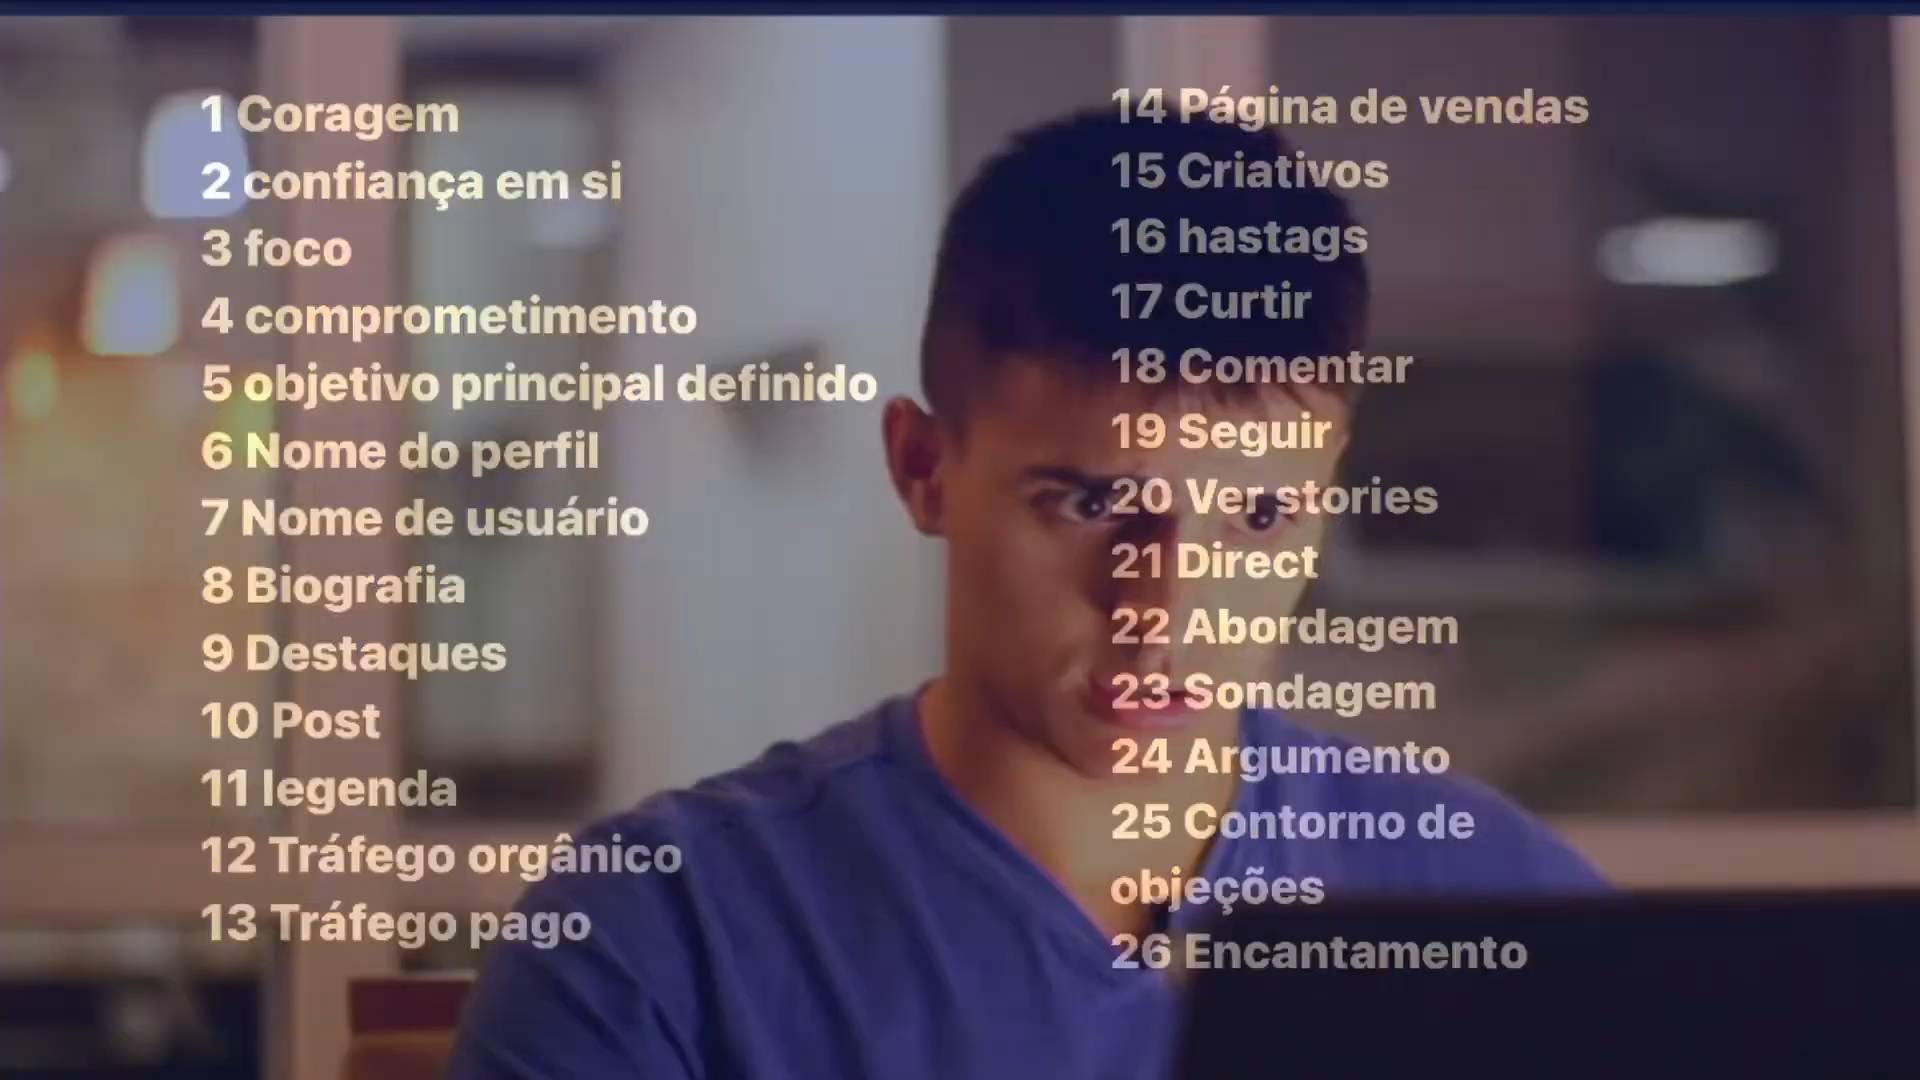 1 Coragem
2 confiança em si
3 foco
4 comprometimento
5 objetivo principal definido
6 Nome do perfil
7 Nome de usuário
8 Biografia
9 Destaques
10 Post
11 legenda
12 Tráfego orgânico
13 Tráfego pago
14 Página de vendas
15 Criativos
16 hastags
17 Curtir
18 Comentar
19 Seguir
20 Ver stories
21 Direct
22 Abordagem
23 Sondagem
24 Argumento
25 Contorno de
objeções
26 Encantamento